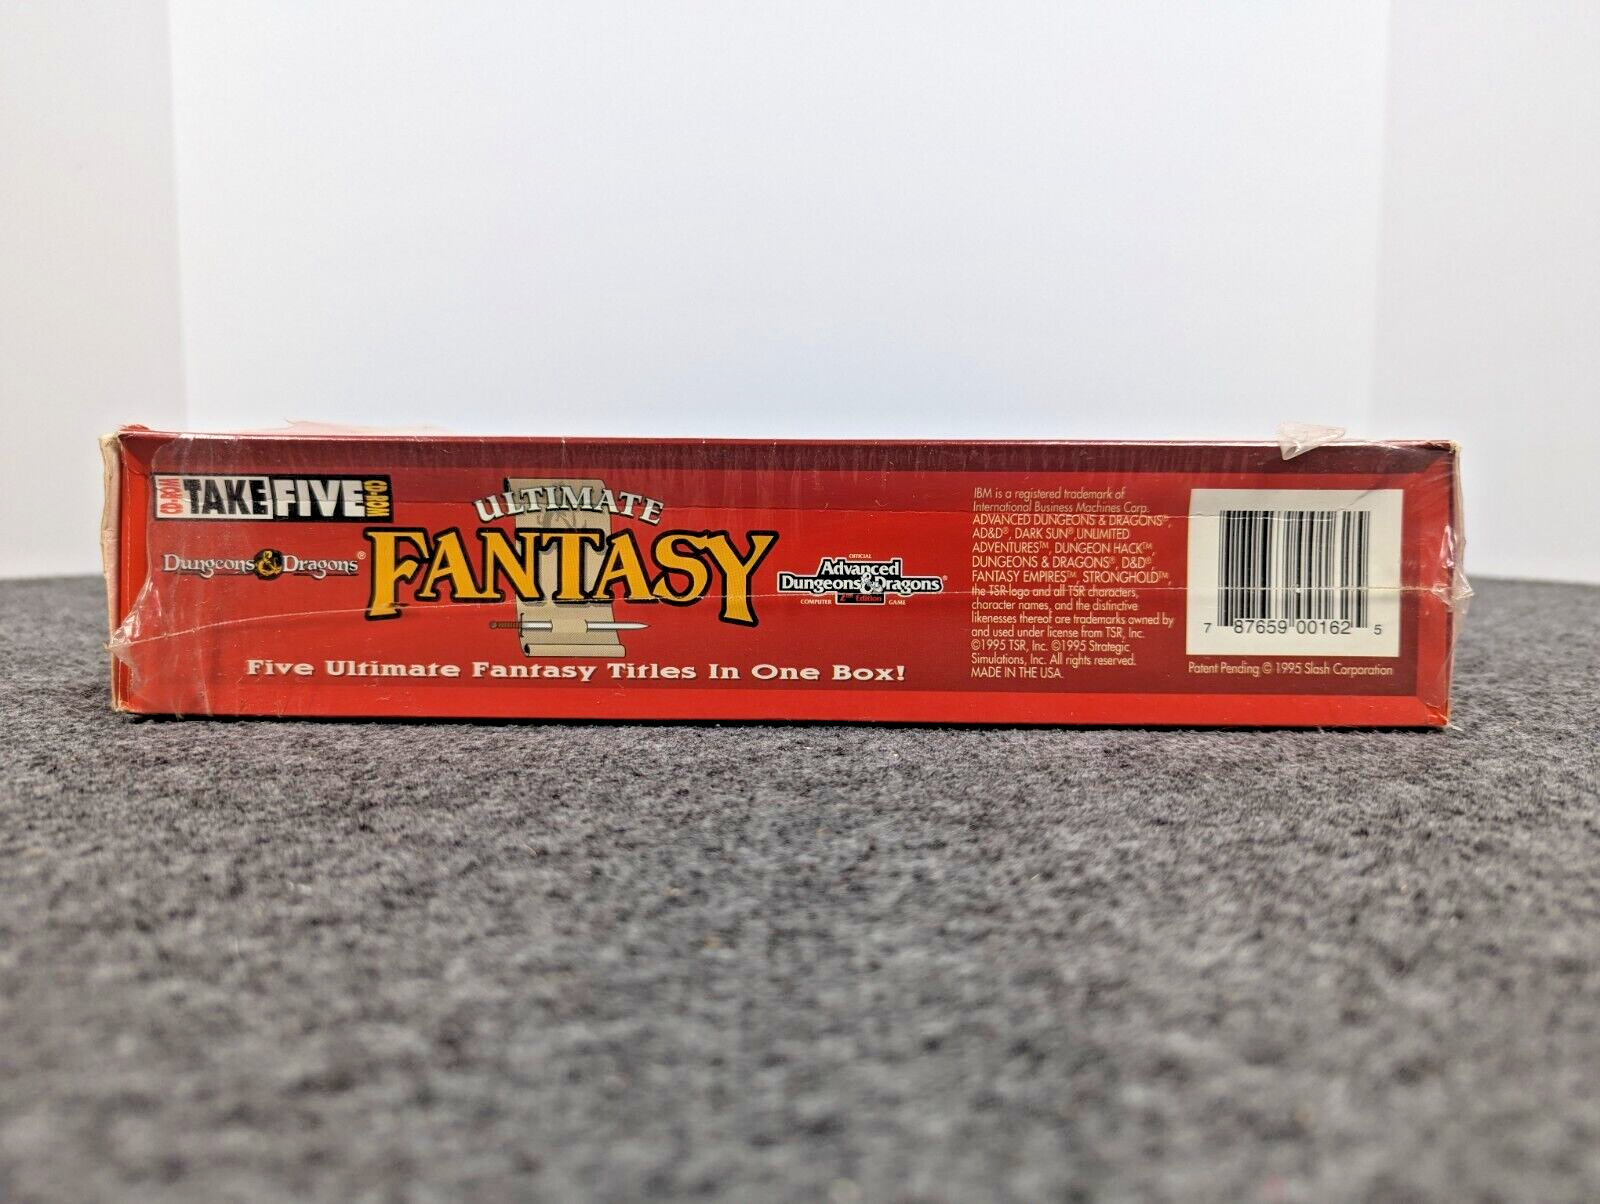 CD-ROM TAKE FIVE CD-ROM
Dungeons & Dragons®
ULTIMATE
FANTASY
Five Ultimate Fantasy Titles In One Box!
OFFICIAL
Advanced
Dungeons & Dragons®
COMPUTER 2nd Edition GAME
IBM is a registered trademark of
International Business Machines Corp.
ADVANCED DUNGEONS & DRAGONS®,
AD&D®, DARK SUN®, UNLIMITED
ADVENTURES™, DUNGEON HACK™,
DUNGEONS & DRAGONS®, D&D®,
FANTASY EMPIRES™, STRONGHOLD™,
the TSR logo and all TSR characters,
character names, and the distinctive
likenesses thereof are trademarks owned by
and used under license from TSR, Inc.
©1995 TSR, Inc. ©1995 Strategic
Simulations, Inc. All rights reserved.
MADE IN THE USA.
7 87659 00162 5
Patent Pending © 1995 Slash Corporation